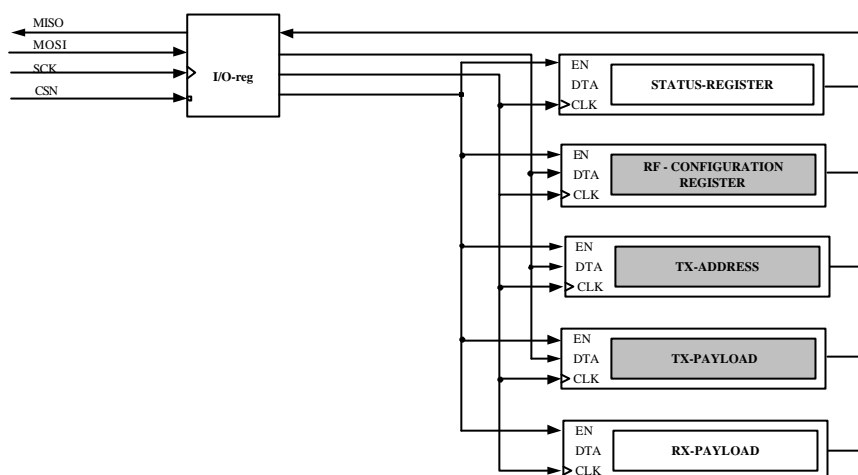 MISO
MOSI
SCK
CSN
I/O-reg
EN
DTA
CLK
STATUS-REGISTER
EN
DTA
CLK
RF - CONFIGURATION
REGISTER
EN
DTA
CLK
TX-ADDRESS
EN
DTA
CLK
TX-PAYLOAD
EN
DTA
CLK
RX-PAYLOAD